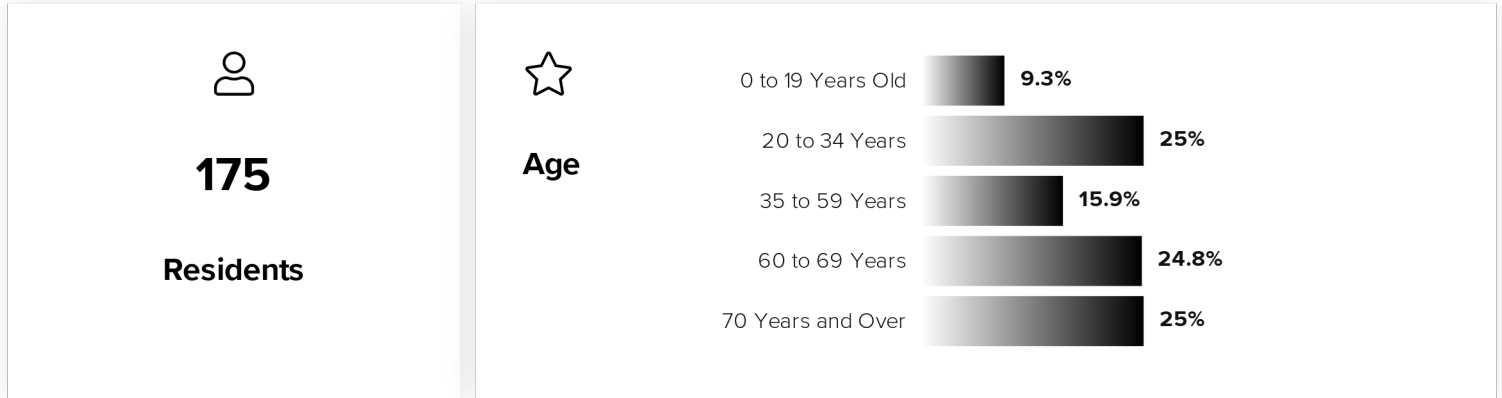 175
Residents
Age
0 to 19 Years Old 9.3%
20 to 34 Years 25%
35 to 59 Years 15.9%
60 to 69 Years 24.8%
70 Years and Over 25%